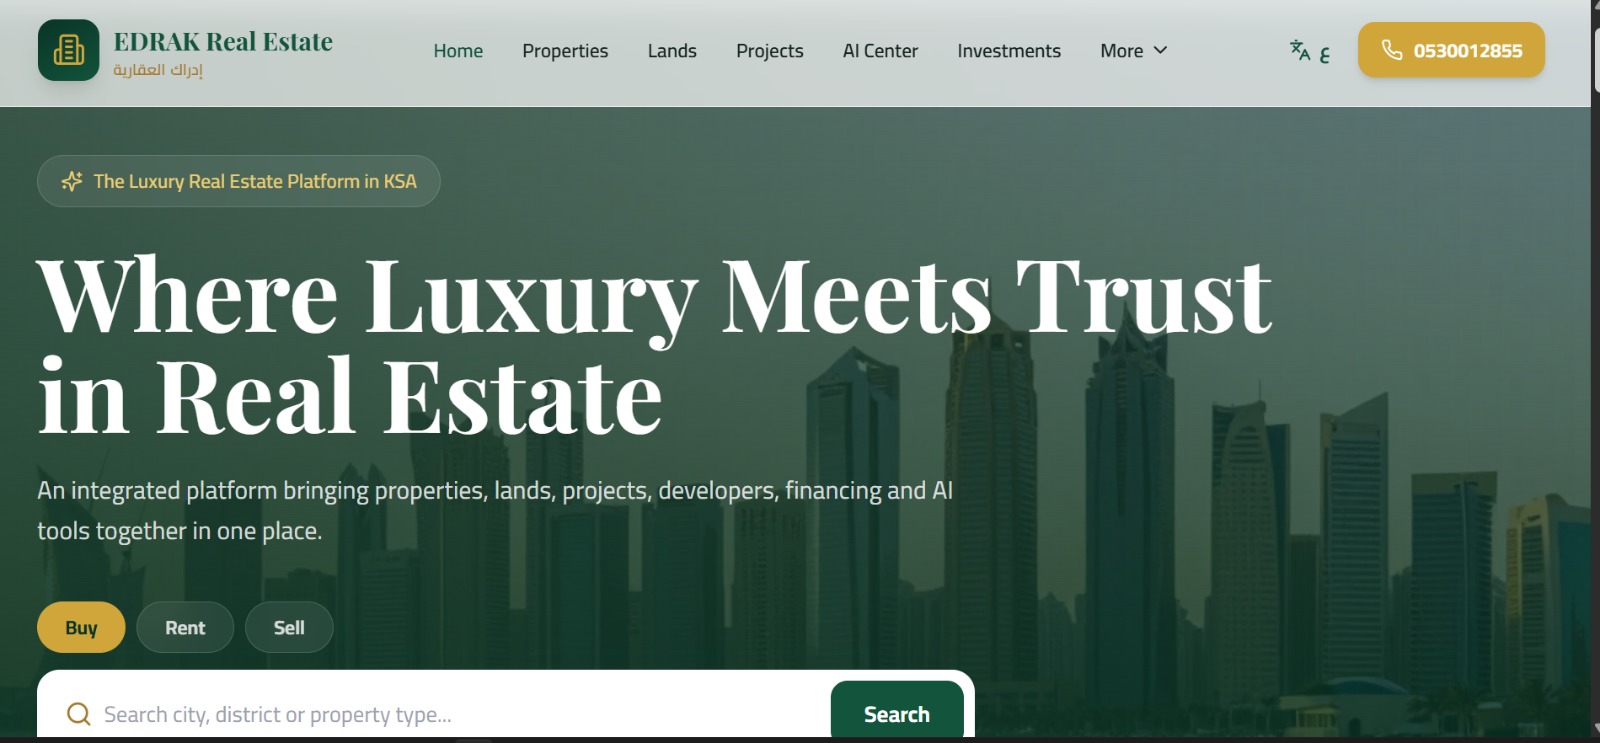 EDRAK Real Estate
إدراك العقارية
Home
Properties
Lands
Projects
AI Center
Investments
More
ع
0530012855
The Luxury Real Estate Platform in KSA
Where Luxury Meets Trust
in Real Estate
An integrated platform bringing properties, lands, projects, developers, financing and AI
tools together in one place.
Buy
Rent
Sell
Search city, district or property type...
Search